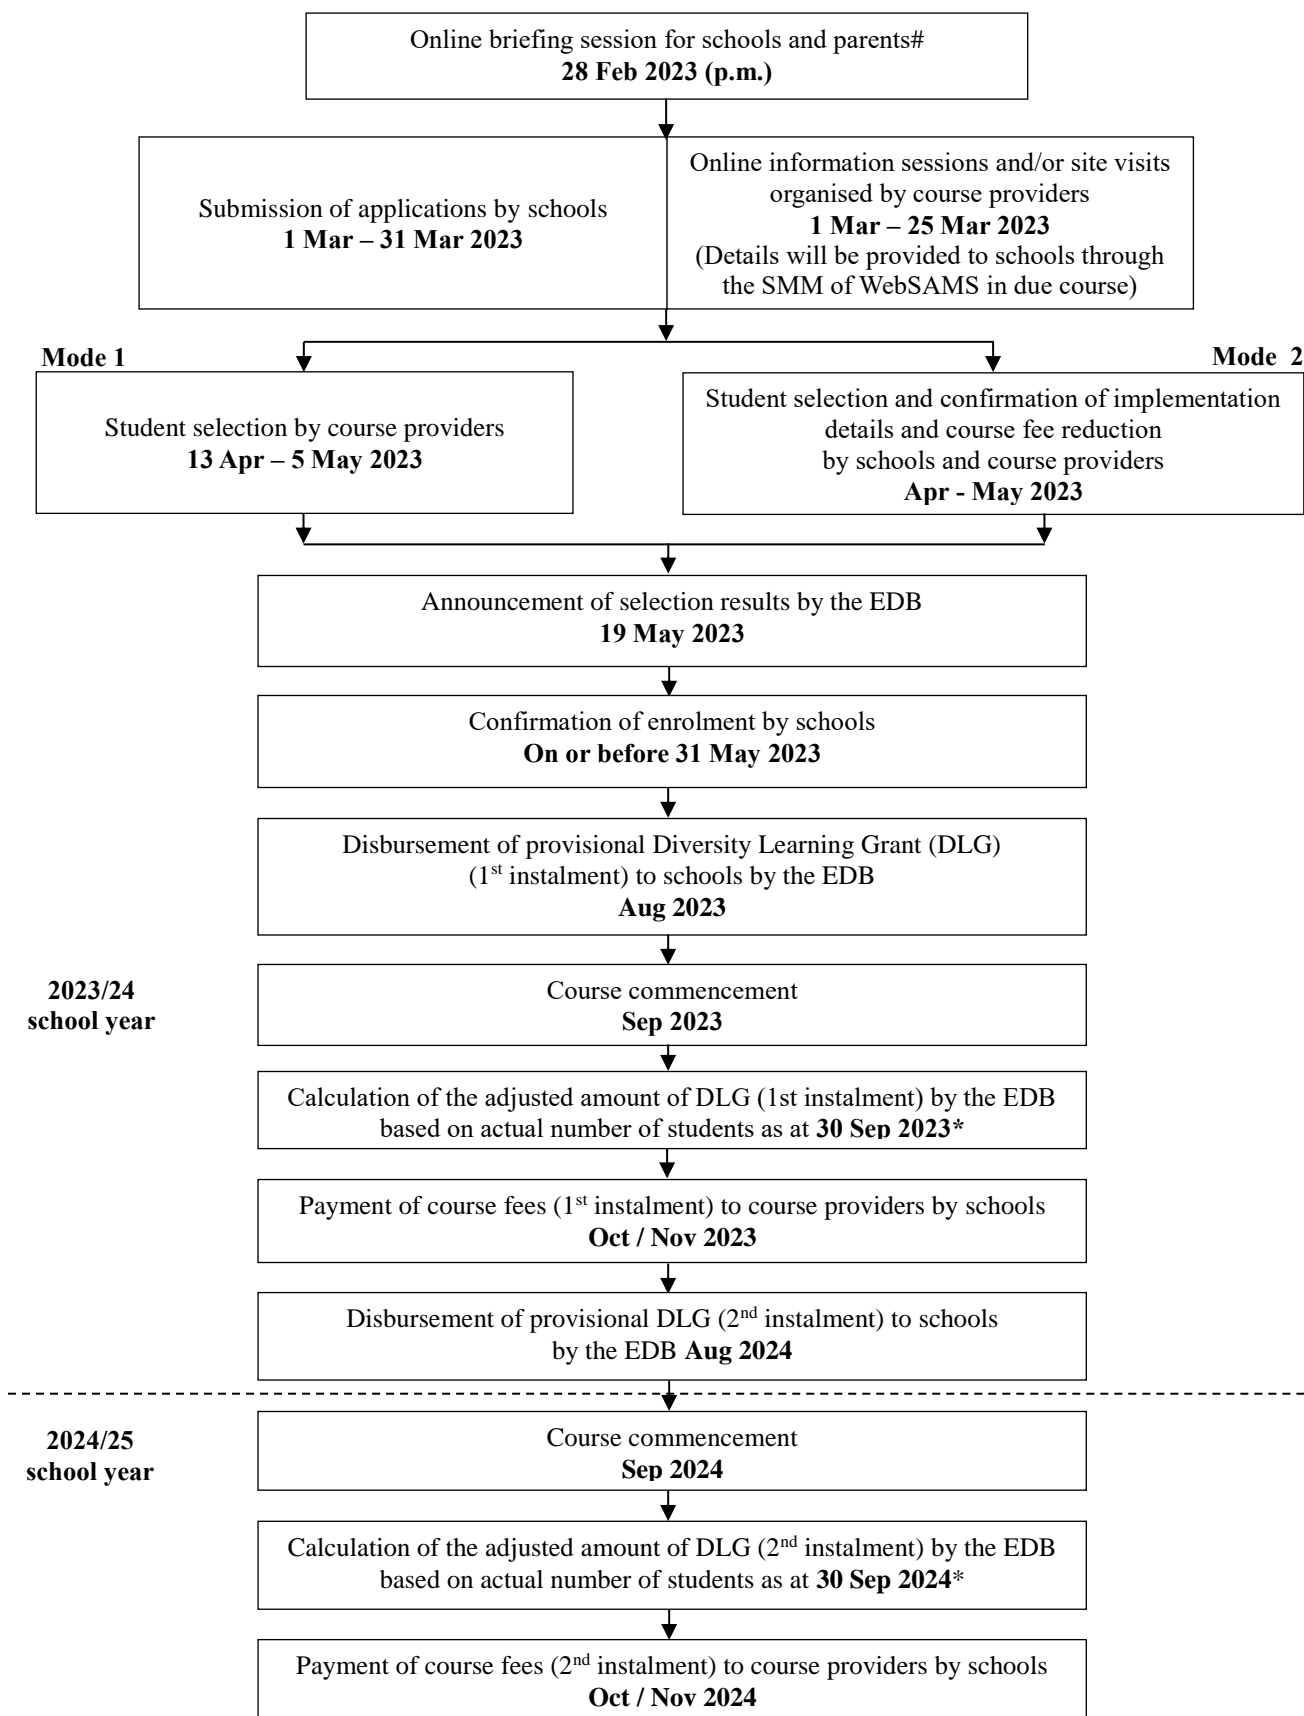 Online briefing session for schools and parents#
28 Feb 2023 (p.m.)
Submission of applications by schools
1 Mar – 31 Mar 2023
Online information sessions and/or site visits
organised by course providers
1 Mar – 25 Mar 2023
(Details will be provided to schools through
the SMM of WebSAMS in due course)
Mode 1
Student selection by course providers
13 Apr – 5 May 2023
Mode 2
Student selection and confirmation of implementation
details and course fee reduction
by schools and course providers
Apr - May 2023
Announcement of selection results by the EDB
19 May 2023
Confirmation of enrolment by schools
On or before 31 May 2023
Disbursement of provisional Diversity Learning Grant (DLG)
(1st instalment) to schools by the EDB
Aug 2023
2023/24
school year
Course commencement
Sep 2023
Calculation of the adjusted amount of DLG (1st instalment) by the EDB
based on actual number of students as at 30 Sep 2023*
Payment of course fees (1st instalment) to course providers by schools
Oct / Nov 2023
Disbursement of provisional DLG (2nd instalment) to schools
by the EDB Aug 2024
2024/25
school year
Course commencement
Sep 2024
Calculation of the adjusted amount of DLG (2nd instalment) by the EDB
based on actual number of students as at 30 Sep 2024*
Payment of course fees (2nd instalment) to course providers by schools
Oct / Nov 2024